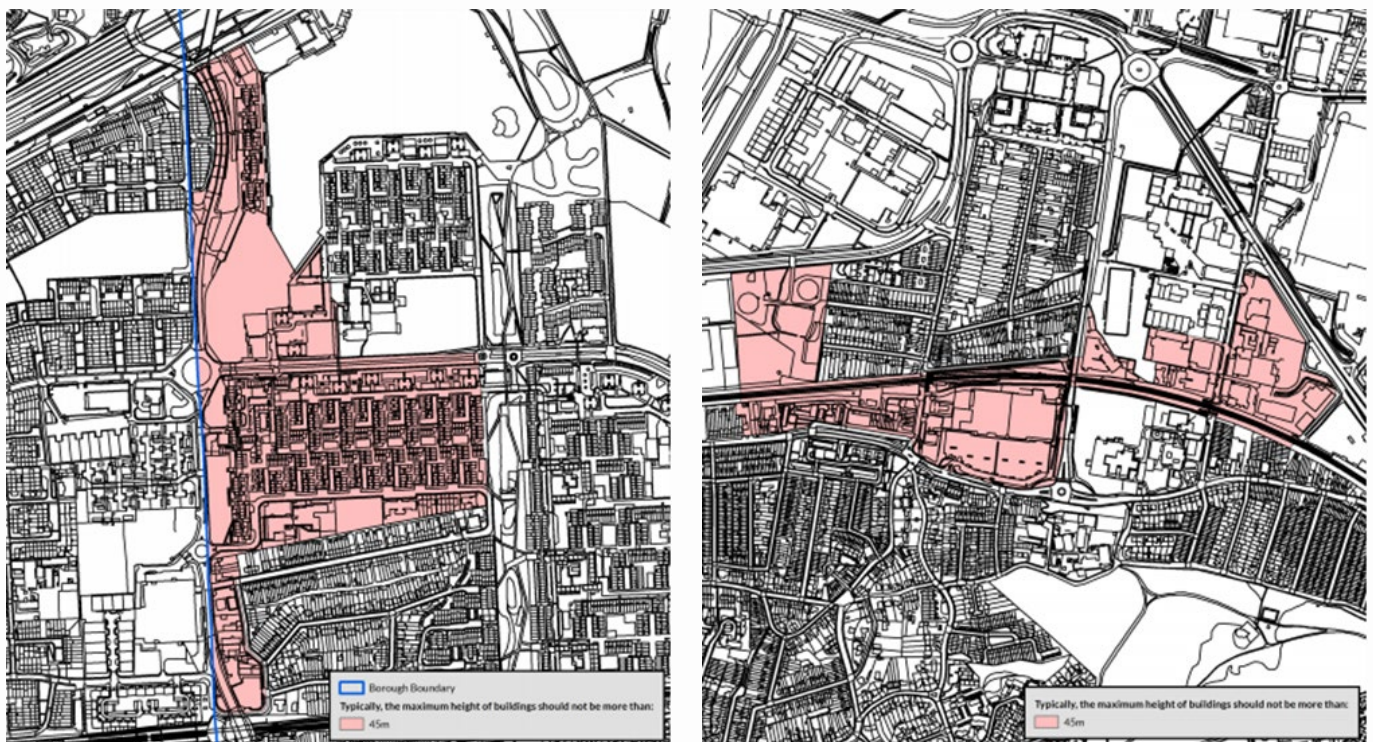 Borough Boundary
Typically, the maximum height of buildings should not be more than:
45m
Typically, the maximum height of buildings should not be more than:
45m